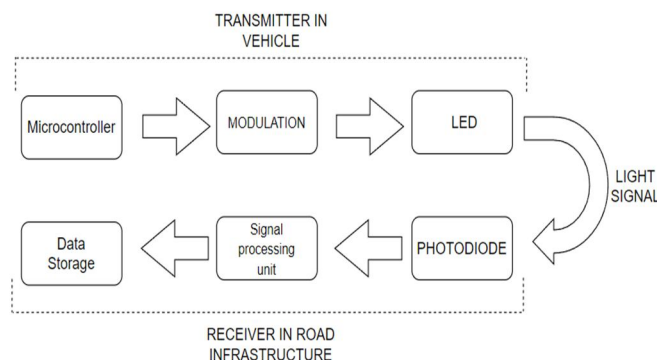 TRANSMITTER IN
VEHICLE
Microcontroller
MODULATION
LED
LIGHT
SIGNAL
Data
Storage
Signal
processing
unit
PHOTODIODE
RECEIVER IN ROAD
INFRASTRUCTURE